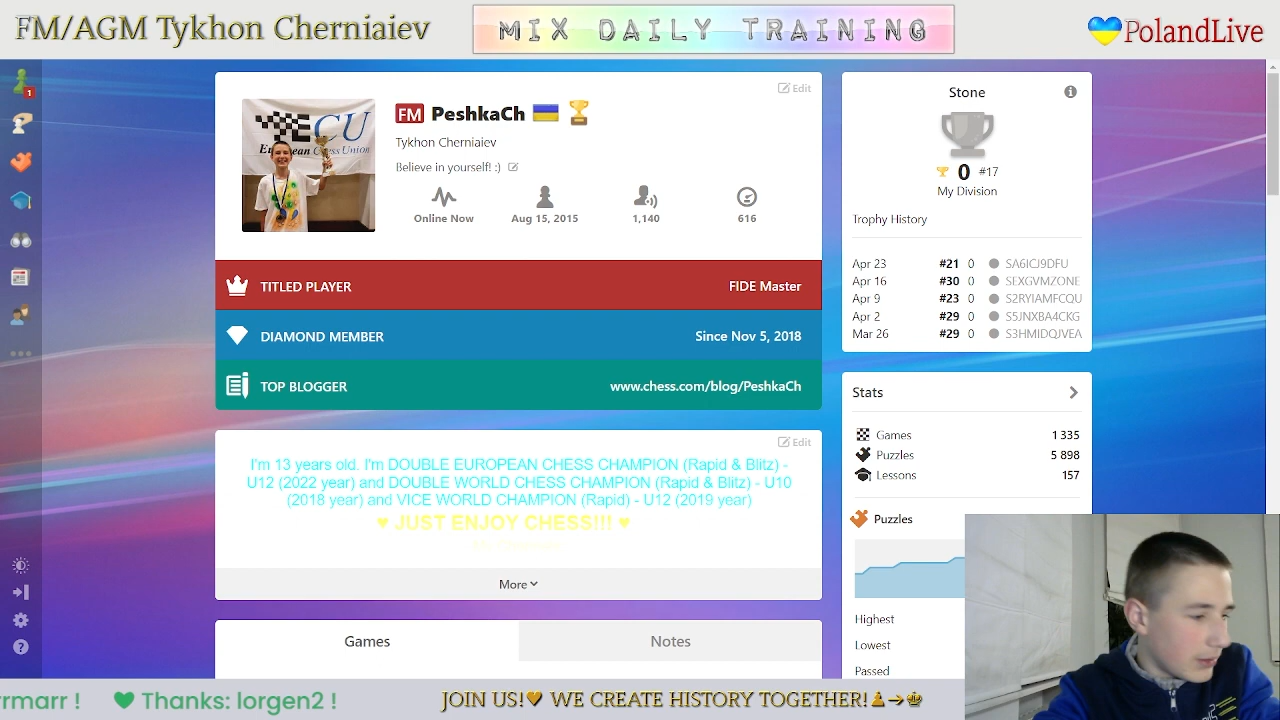 FM/AGM Tykhon Cherniaiev
MIX DAILY TRAINING
PolandLive
1
Edit
FM PeshkaCh
ECU
European Chess Union
Tykhon Cherniaiev
Believe in yourself! :)
Online Now
Aug 15, 2015
1,140
616
TITLED PLAYER
FIDE Master
DIAMOND MEMBER
Since Nov 5, 2018
TOP BLOGGER
www.chess.com/blog/PeshkaCh
Edit
I'm 13 years old. I'm DOUBLE EUROPEAN CHESS CHAMPION (Rapid & Blitz) -
U12 (2022 year) and DOUBLE WORLD CHESS CHAMPION (Rapid & Blitz) - U10
(2018 year) and VICE WORLD CHAMPION (Rapid) - U12 (2019 year)
♥ JUST ENJOY CHESS!!! ♥
More
Games
Notes
Stone
0 #17
My Division
Trophy History
Apr 23 #21 0 SA6ICJ9DFU
Apr 16 #30 0 SEXGVMZONE
Apr 9 #23 0 S2RYIAMFCQU
Apr 2 #29 0 S5JNXBA4CKG
Mar 26 #29 0 S3HMIDQJVEA
Stats
Games 1 335
Puzzles 5 898
Lessons 157
Puzzles
Highest
Lowest
Passed
rmarr ! ♥ Thanks: lorgen2 !
JOIN US!♥ WE CREATE HISTORY TOGETHER!♟→♚